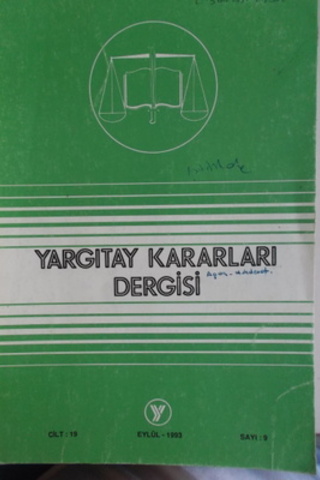 YARGITAY KARARLARI
DERGİSİ
CİLT : 19 EYLÜL - 1993 SAYI : 9